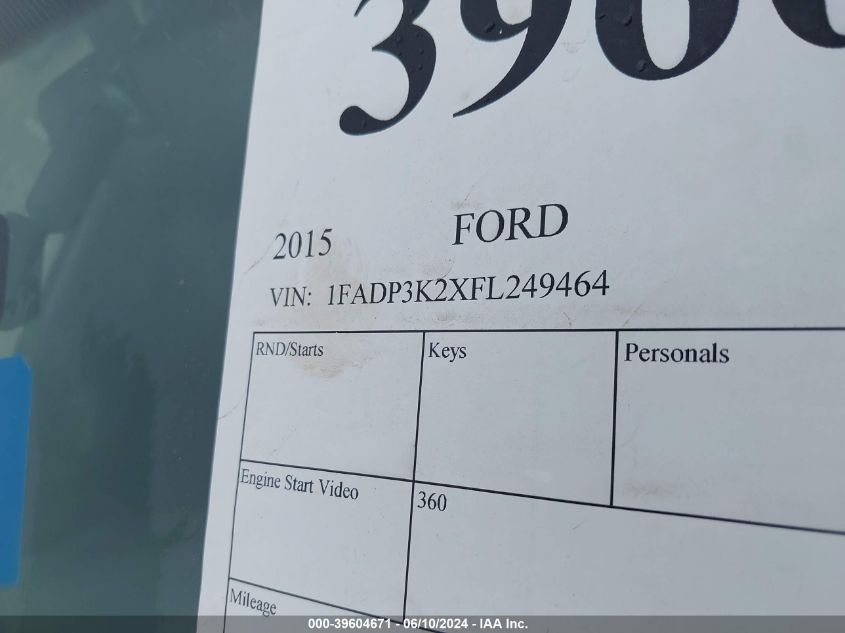 396
2015 FORD
VIN: 1FADP3K2XFL249464
RND/Starts Keys Personals
Engine Start Video 360
Mileage
000-39604671 - 06/10/2024 - IAA Inc.